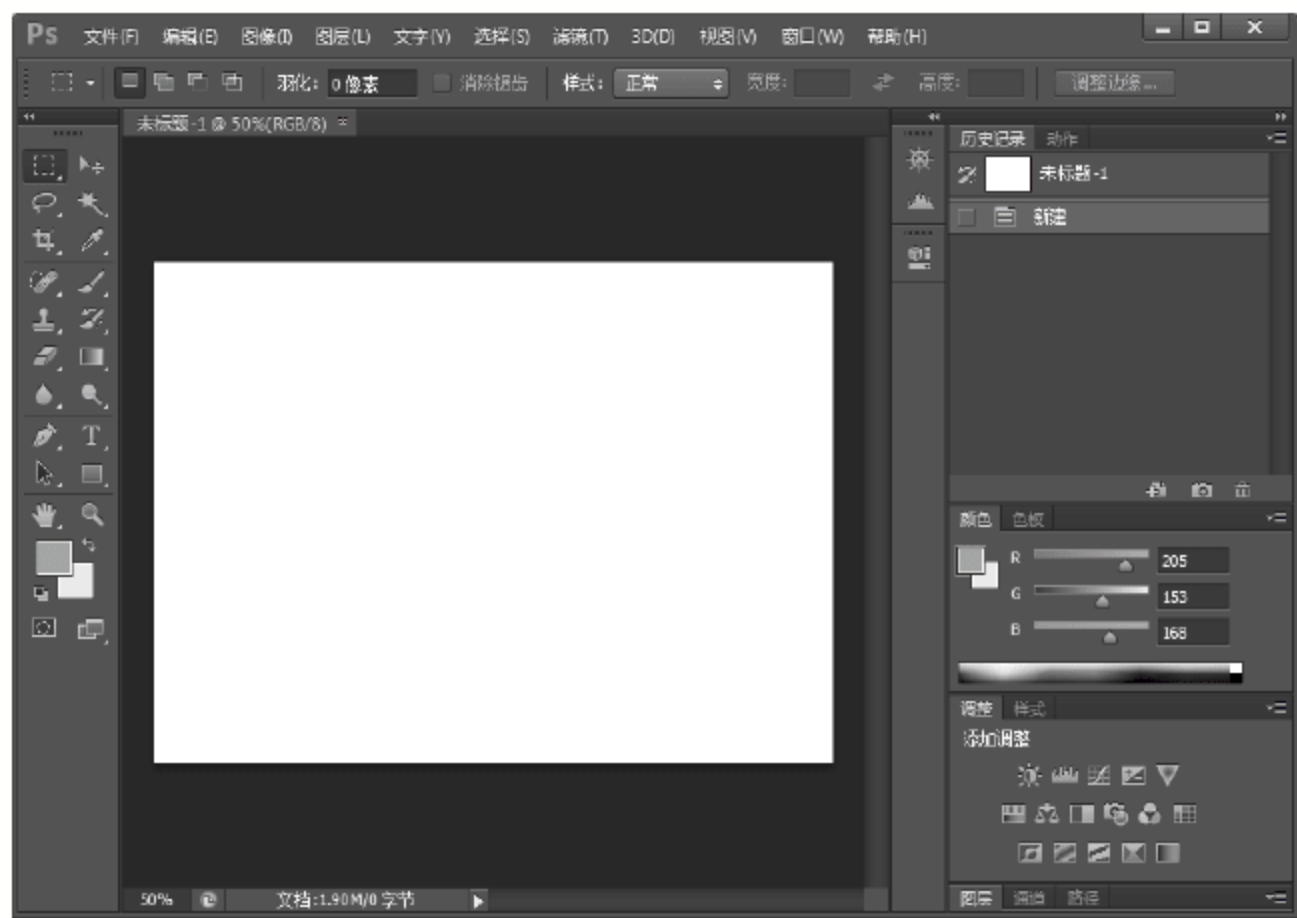 Ps 文件(F) 编辑(E) 图像(I) 图层(L) 文字(Y) 选择(S) 滤镜(T) 3D(D) 视图(V) 窗口(W) 帮助(H)
羽化: 0 像素 消除锯齿 样式: 正常 宽度: 高度: 调整边缘...
未标题-1 @ 50%(RGB/8)
历史记录 动作
未标题-1
新建
T
颜色 色板
R 205
G 153
B 168
调整 样式
添加调整
50% 文档:1.90M/0 字节
图层 通道 路径